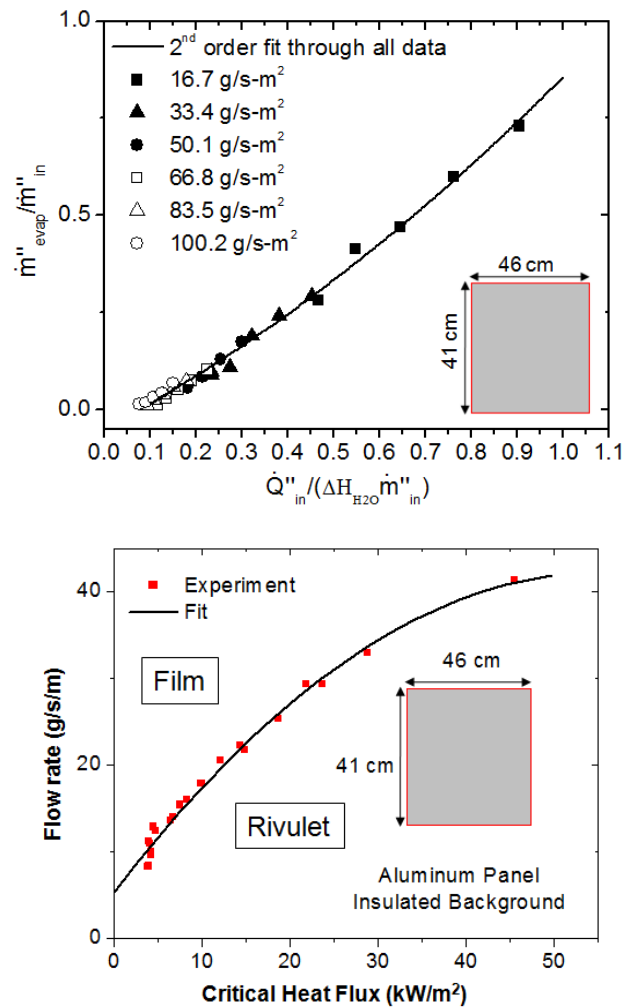 1.0
0.5
0.0
ṁ"evap/ṁ"in
2nd order fit through all data
16.7 g/s-m²
33.4 g/s-m²
50.1 g/s-m²
66.8 g/s-m²
83.5 g/s-m²
100.2 g/s-m²
46 cm
41 cm
0.0 0.1 0.2 0.3 0.4 0.5 0.6 0.7 0.8 0.9 1.0
Q̇"in/(ΔHH2O ṁ"in)
Experiment
Fit
40
20
0
Flow rate (g/s/m)
Film
Rivulet
46 cm
41 cm
Aluminum Panel
Insulated Background
0 10 20 30 40 50
Critical Heat Flux (kW/m²)